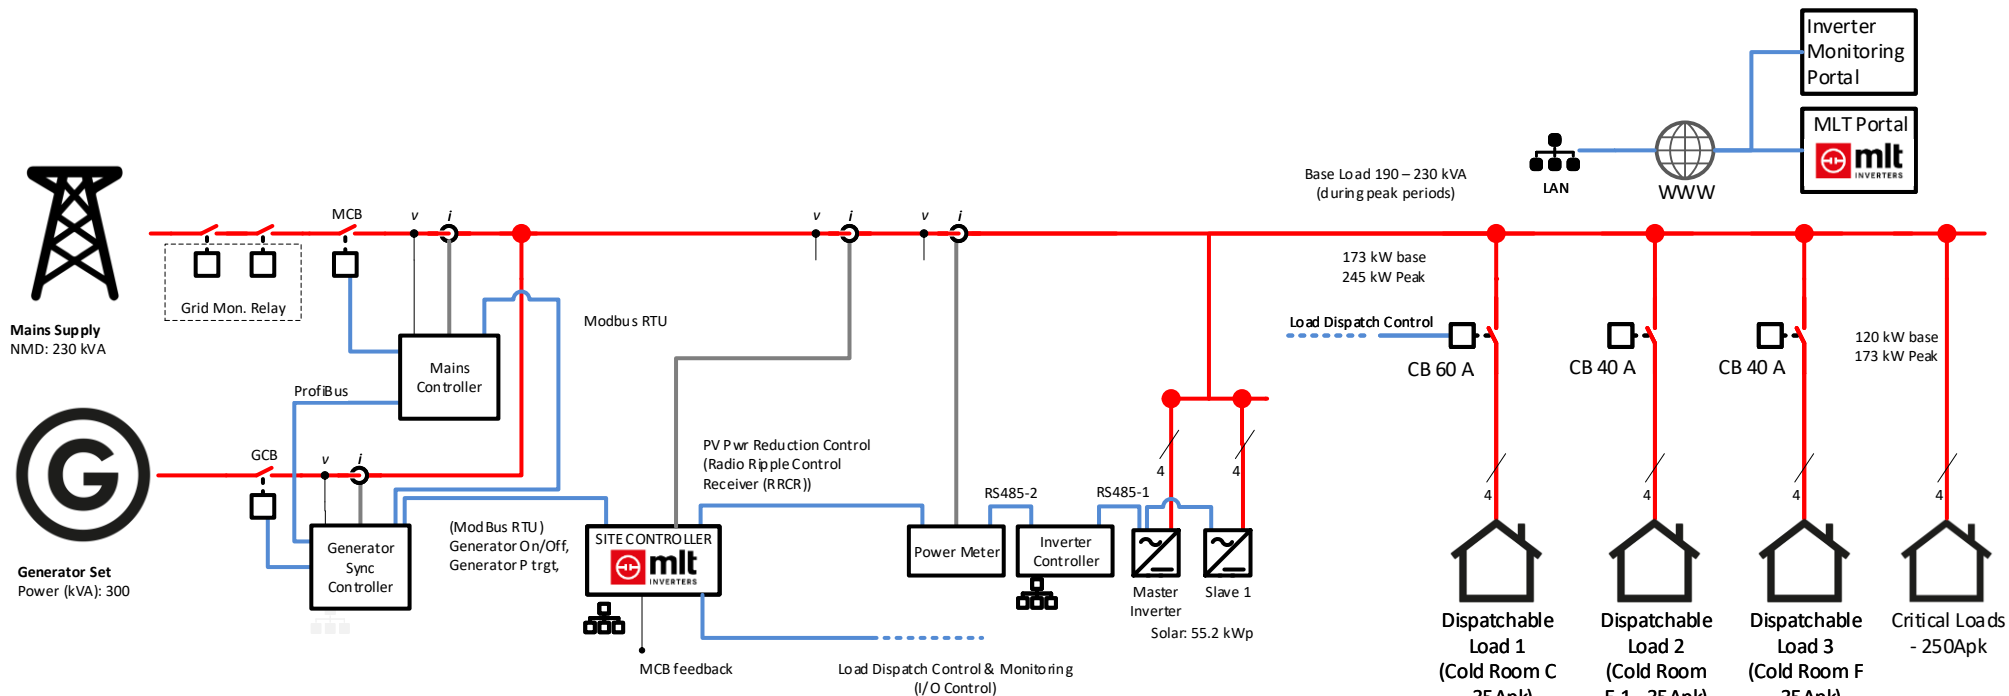 Inverter
Monitoring
Portal
MLT Portal
mlt
INVERTERS
LAN
WWW
Base Load 190 – 230 kVA
(during peak periods)
MCB
v
i
v
i
v
i
Grid Mon. Relay
Mains Supply
NMD: 230 kVA
Modbus RTU
173 kW base
245 kW Peak
Load Dispatch Control
CB 60 A
CB 40 A
CB 40 A
120 kW base
173 kW Peak
Mains
Controller
ProfiBus
G
GCB
v
i
PV Pwr Reduction Control
(Radio Ripple Control
Receiver (RRCR))
4
4
4
4
4
4
RS485-2
RS485-1
Generator Set
Power (kVA): 300
Generator
Sync
Controller
(ModBus RTU)
Generator On/Off,
Generator P trgt,
SITE CONTROLLER
mlt
INVERTERS
Power Meter
Inverter
Controller
Master
Inverter
Slave 1
Solar: 55.2 kWp
MCB feedback
Load Dispatch Control & Monitoring
(I/O Control)
Dispatchable
Load 1
(Cold Room C
Dispatchable
Load 2
(Cold Room
Dispatchable
Load 3
(Cold Room F
Critical Loads
- 250Apk